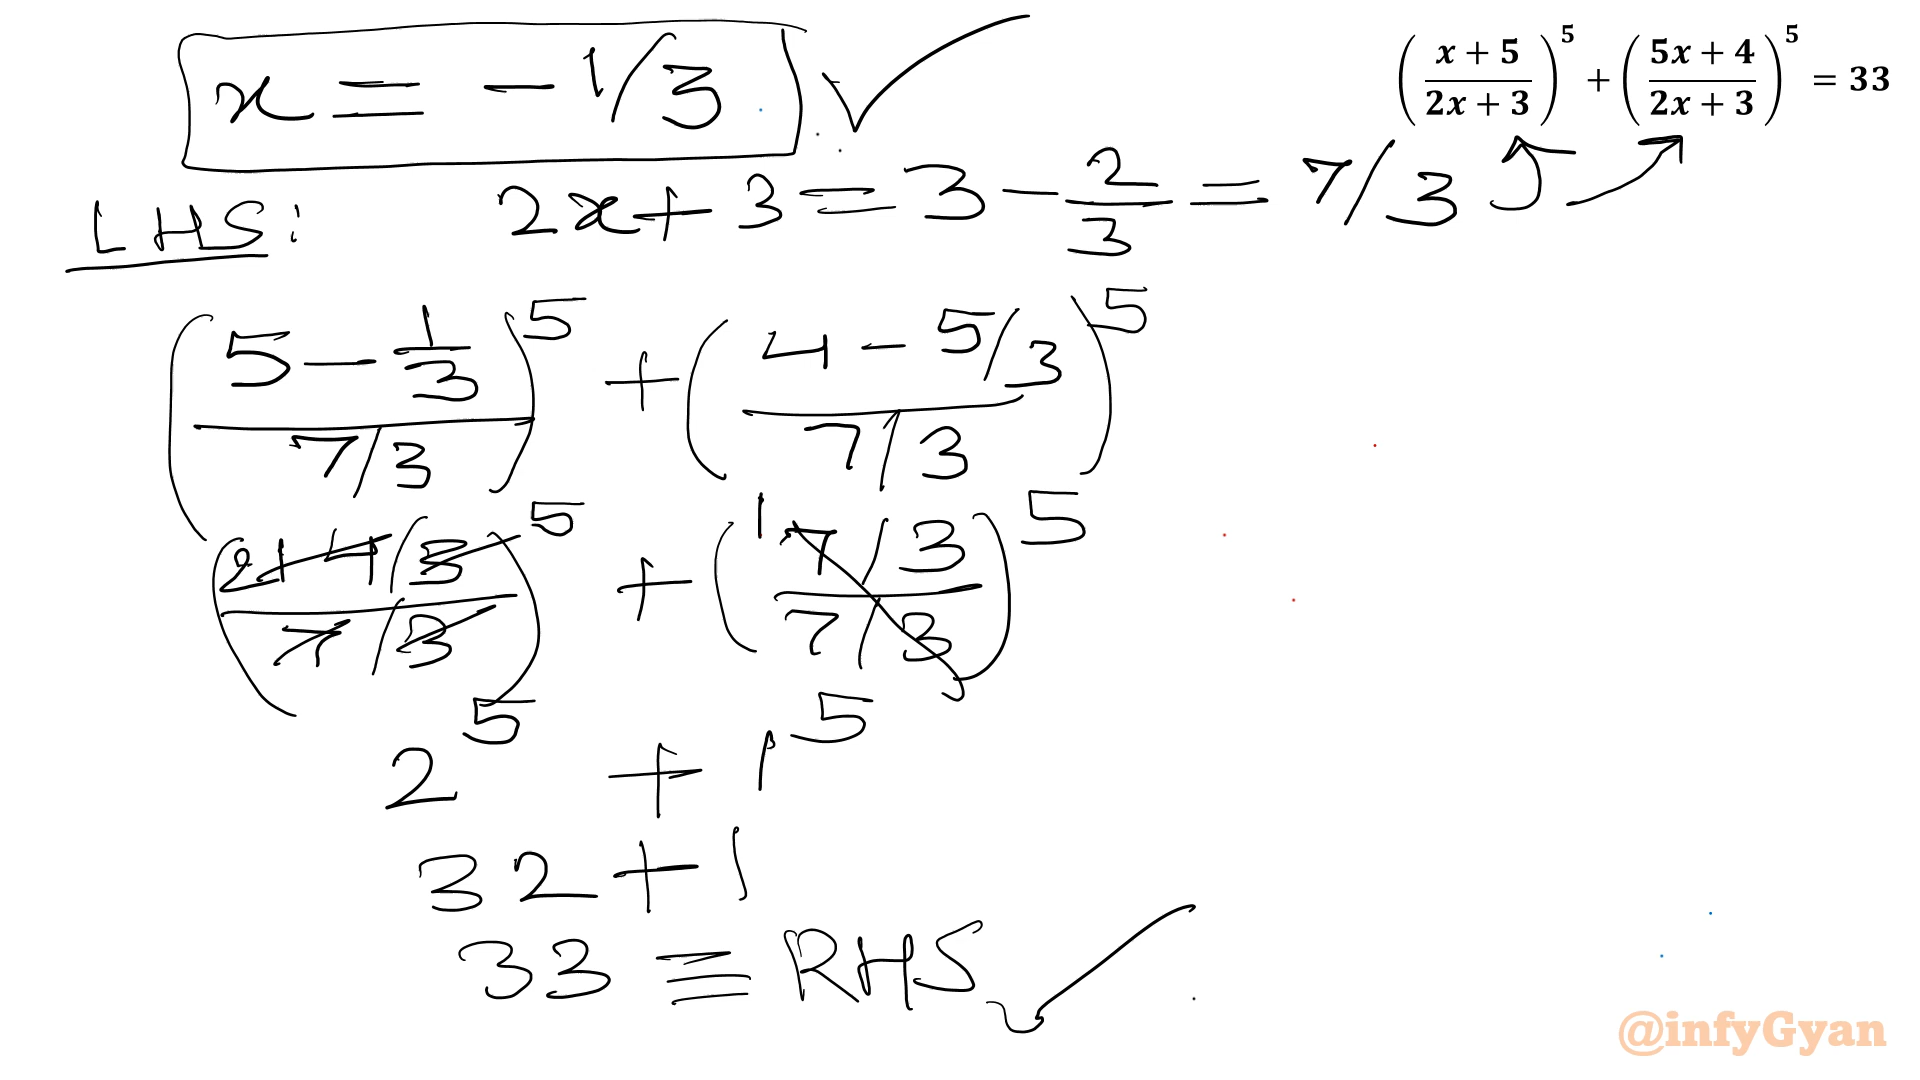 x = - 1/3
(x + 5 / 2x + 3)^5 + (5x + 4 / 2x + 3)^5 = 33
LHS: 2x + 3 = 3 - 2/3 = 7/3
(5 - 1/3 / 7/3)^5 + (4 - 5/3 / 7/3)^5
(2 14/3 / 7/3)^5 + (1 7/3 / 7/3)^5
2^5 + 1^5
32 + 1
33 ≡ RHS
@infyGyan